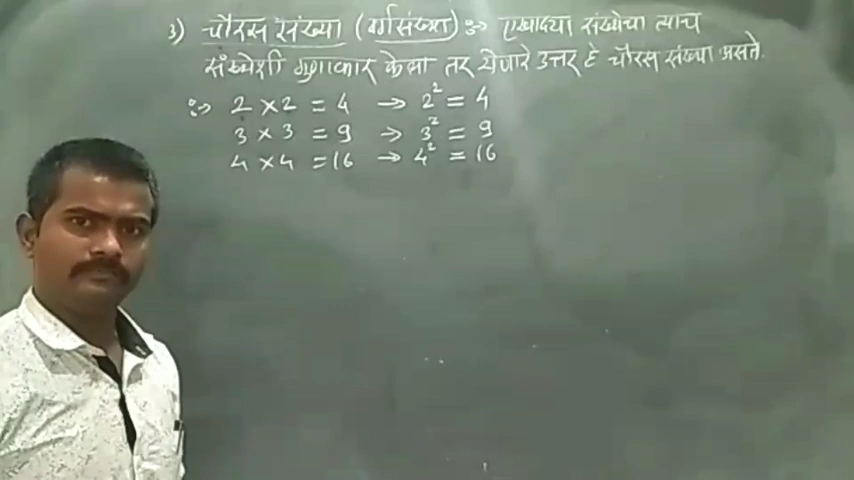 3) चौरस संख्या (वर्गसंख्या) :-> एखाद्या संख्येचा त्याच
संख्येशी गुणाकार केला तर येणारे उत्तर हे चौरस संख्या असते.
:-> 2 × 2 = 4 → 2² = 4
3 × 3 = 9 → 3² = 9
4 × 4 = 16 → 4² = 16